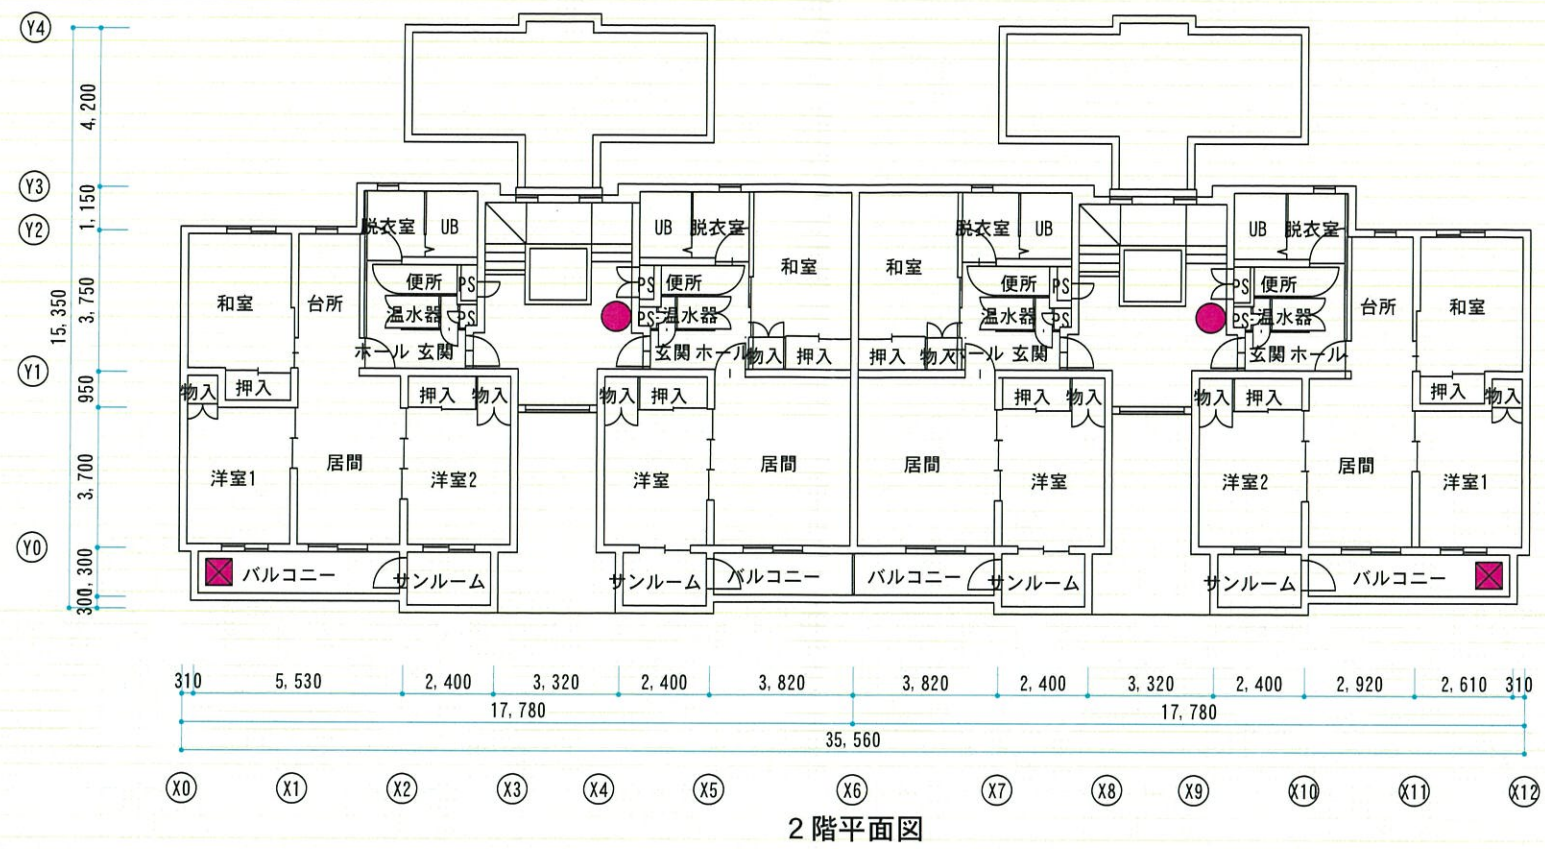 Y4
4,200
Y3
1,150
Y2
15,350
3,750
Y1
950
3,700
Y0
300
300
脱衣室 UB UB 脱衣室 脱衣室 UB UB 脱衣室
和室 和室
便所 PS PS 便所 便所 PS PS 便所
和室 台所 台所 和室
温水器 PS PS 温水器 温水器 PS PS 温水器
ホール 玄関 玄関 ホール 物入 押入 押入 物入 ホール 玄関 玄関 ホール
物入 押入 押入 物入 物入 押入 押入 物入 物入 押入 押入 物入
洋室1 居間 洋室2 洋室 居間 居間 洋室 洋室2 居間 洋室1
バルコニー サンルーム サンルーム バルコニー バルコニー サンルーム サンルーム バルコニー
310 5,530 2,400 3,320 2,400 3,820 3,820 2,400 3,320 2,400 2,920 2,610 310
17,780 17,780
35,560
X0 X1 X2 X3 X4 X5 X6 X7 X8 X9 X10 X11 X12
2階平面図